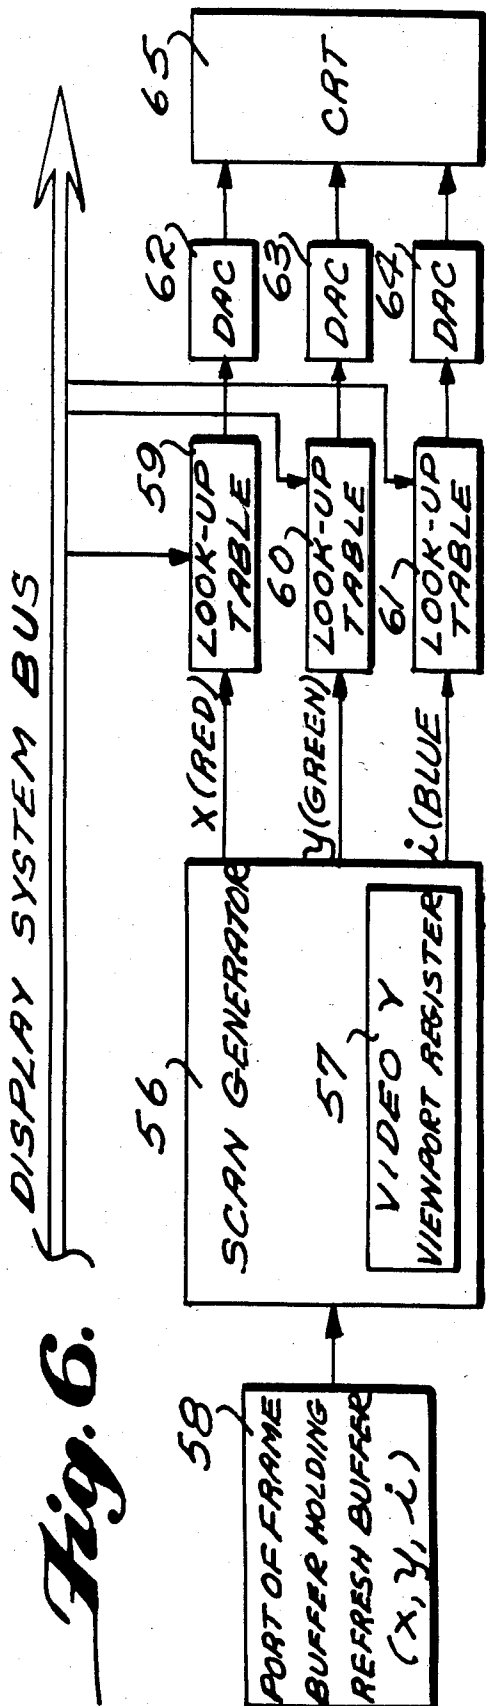 Fig. 6.
DISPLAY SYSTEM BUS
58
PORT OF FRAME
BUFFER HOLDING
REFRESH BUFFER
(x, y, i)
56
SCAN GENERATOR
57
VIDEO
VIEWPORT REGISTER
x(RED)
y(GREEN)
i(BLUE
59
LOOK-UP
TABLE
60
LOOK-UP
TABLE
61
LOOK-UP
TABLE
62
DAC
63
DAC
64
DAC
65
CRT